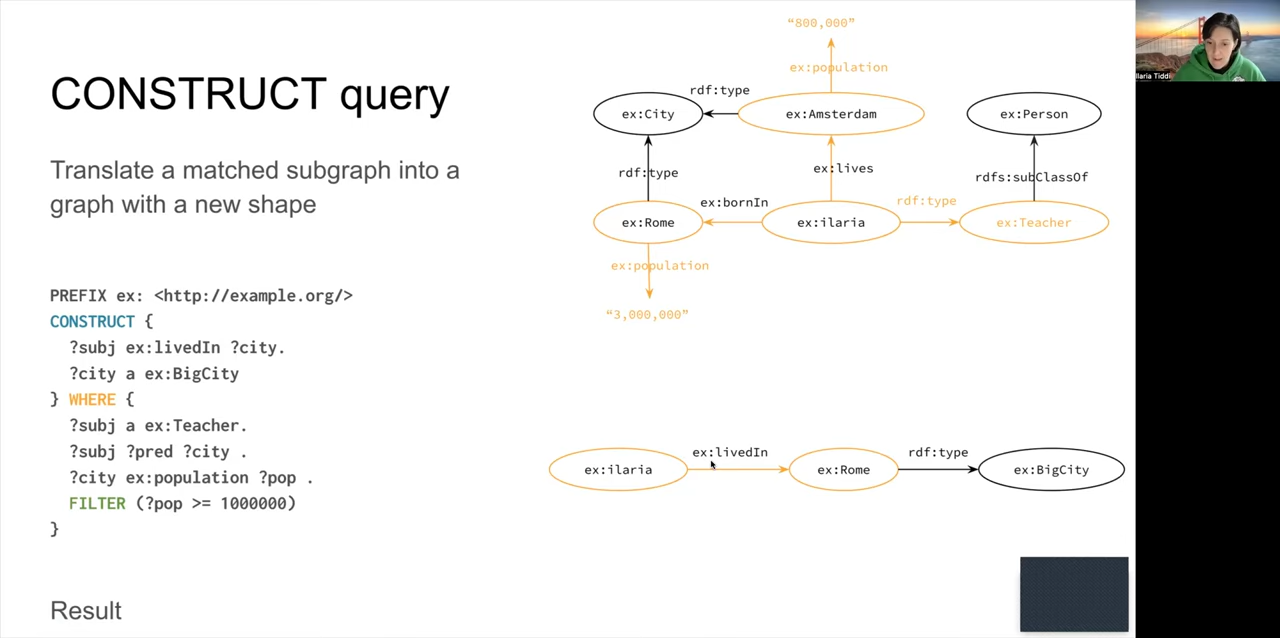 CONSTRUCT query
Translate a matched subgraph into a
graph with a new shape
PREFIX ex: <http://example.org/>
CONSTRUCT {
?subj ex:livedIn ?city.
?city a ex:BigCity
} WHERE {
?subj a ex:Teacher.
?subj ?pred ?city .
?city ex:population ?pop .
FILTER (?pop >= 1000000)
}
Result
“800,000”
ex:population
rdf:type
ex:City
ex:Amsterdam
ex:Person
rdf:type
ex:lives
rdfs:subClassOf
ex:bornIn
rdf:type
ex:Rome
ex:ilaria
ex:Teacher
ex:population
“3,000,000”
ex:livedIn
rdf:type
ex:ilaria
ex:Rome
ex:BigCity
Ilaria Tiddi